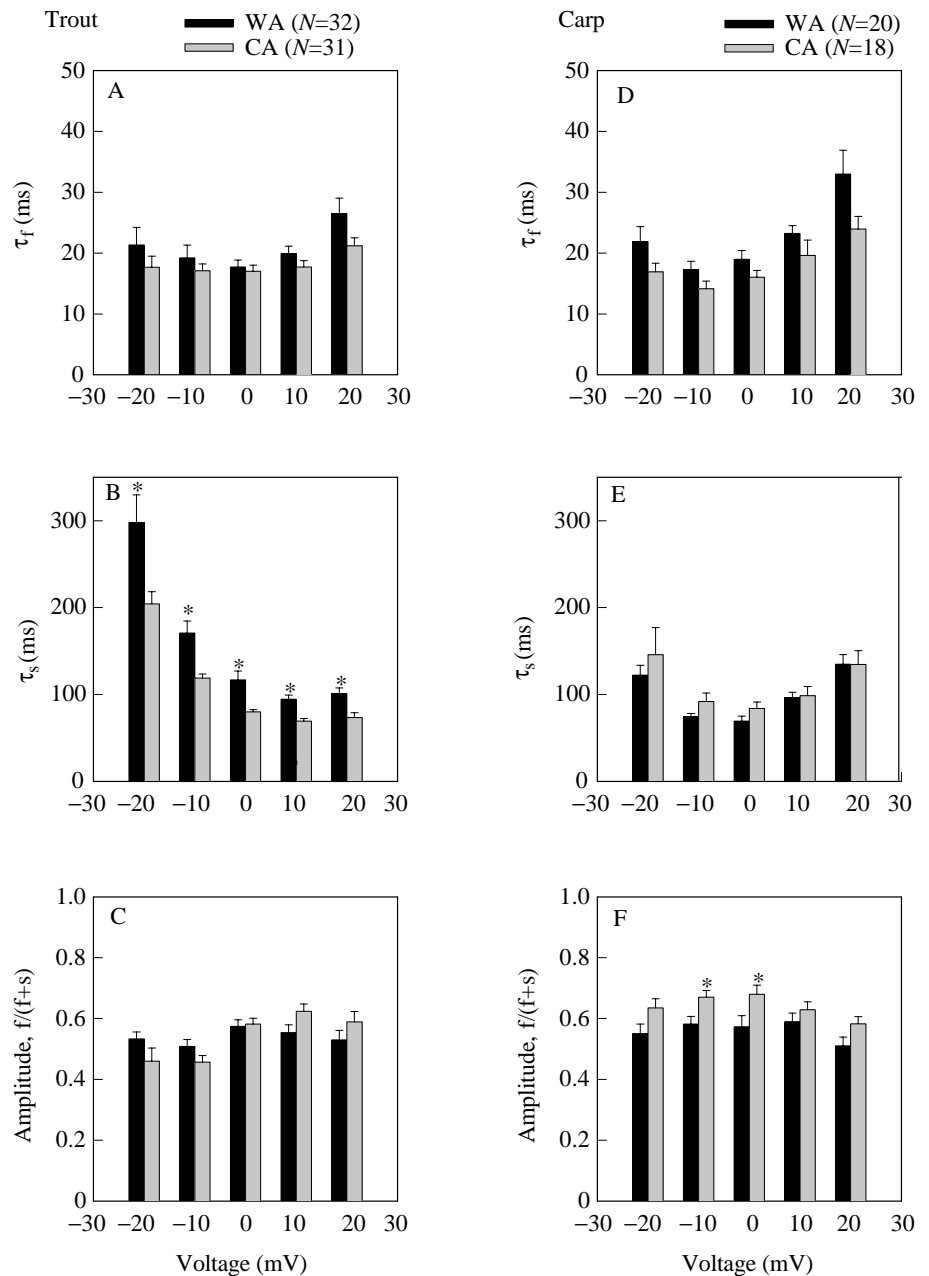 Trout
WA (N=32)
CA (N=31)
Carp
WA (N=20)
CA (N=18)
A
50
40
30
20
10
0
τf (ms)
−30 −20 −10 0 10 20 30
D
50
40
30
20
10
0
τf (ms)
−30 −20 −10 0 10 20 30
B
300
200
100
0
τs (ms)
* * * * *
−30 −20 −10 0 10 20 30
E
300
200
100
0
τs (ms)
−30 −20 −10 0 10 20 30
C
1.0
0.8
0.6
0.4
0.2
0
Amplitude, f/(f+s)
−30 −20 −10 0 10 20 30
Voltage (mV)
F
1.0
0.8
0.6
0.4
0.2
0
Amplitude, f/(f+s)
* *
−30 −20 −10 0 10 20 30
Voltage (mV)